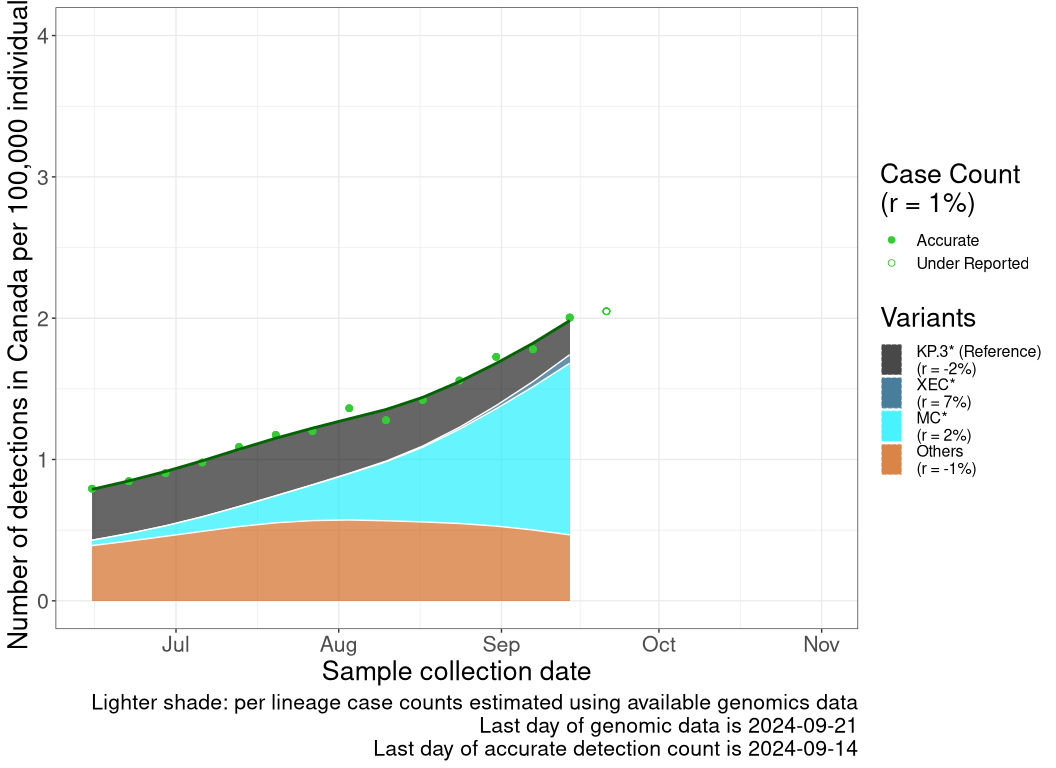 Number of detections in Canada per 100,000 individual
4
3
2
1
0
Jul
Aug
Sep
Oct
Nov
Sample collection date
Case Count
(r = 1%)
Accurate
Under Reported
Variants
KP.3* (Reference)
(r = -2%)
XEC*
(r = 7%)
MC*
(r = 2%)
Others
(r = -1%)
Lighter shade: per lineage case counts estimated using available genomics data
Last day of genomic data is 2024-09-21
Last day of accurate detection count is 2024-09-14